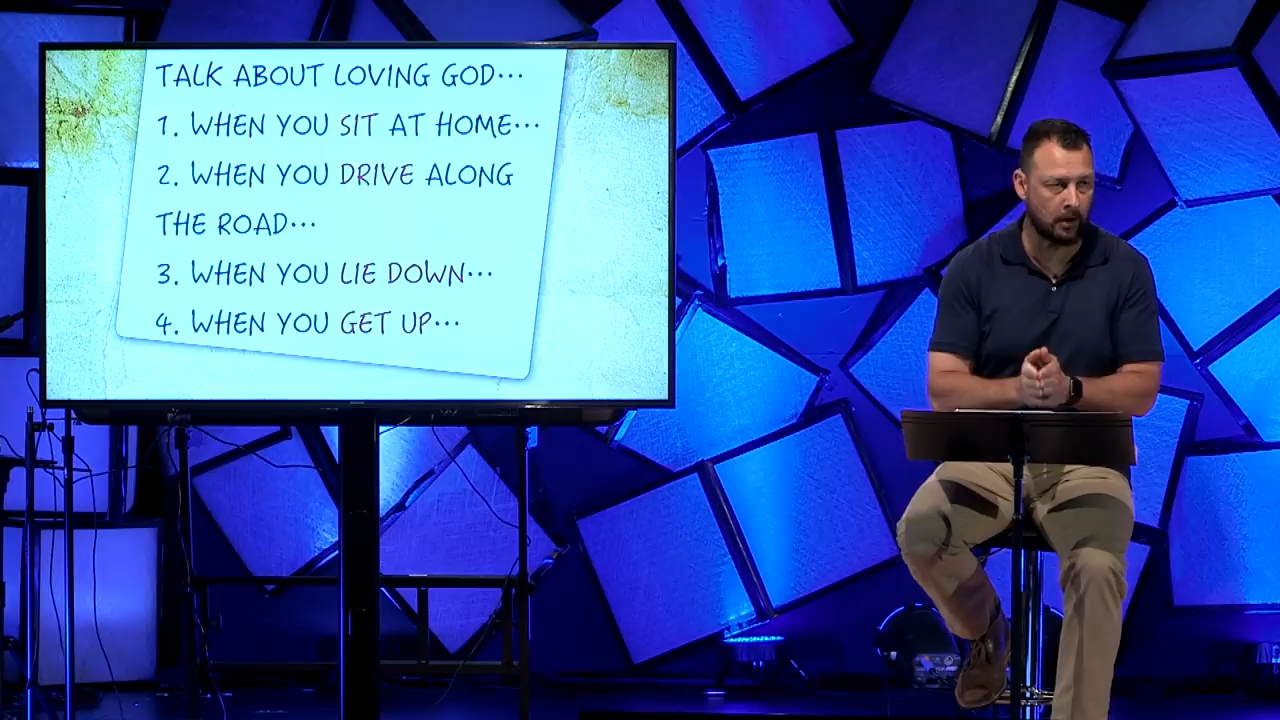 TALK ABOUT LOVING GOD...
1. WHEN YOU SIT AT HOME...
2. WHEN YOU DRIVE ALONG
THE ROAD...
3. WHEN YOU LIE DOWN...
4. WHEN YOU GET UP...